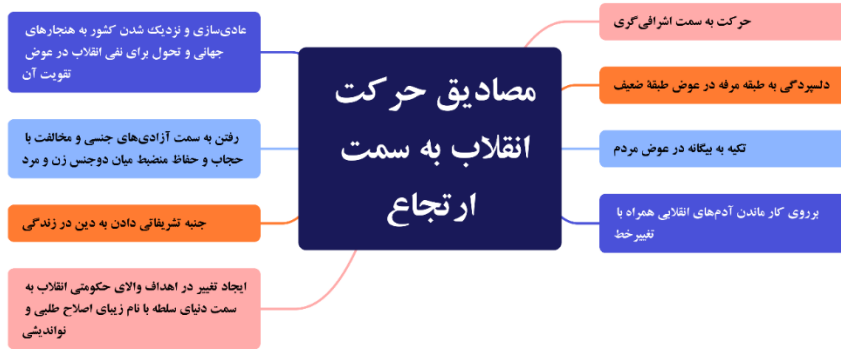 مصادیق حرکت
انقلاب به سمت
ارتجاع
حرکت به سمت اشرافی‌گری
دلسپردگی به طبقه مرفه در عوض طبقهٔ ضعیف
تکیه به بیگانه در عوض مردم
برروی کار ماندن آدم‌های انقلابی همراه با
تغییرخط
عادی‌سازی و نزدیک شدن کشور به هنجارهای
جهانی و تحول برای نفی انقلاب در عوض
تقویت آن
رفتن به سمت آزادی‌های جنسی و مخالفت با
حجاب و حفاظ منضبط میان دوجنس زن و مرد
جنبه تشریفاتی دادن به دین در زندگی
ایجاد تغییر در اهداف والای حکومتی انقلاب به
سمت دنیای سلطه با نام زیبای اصلاح طلبی و
نواندیشی